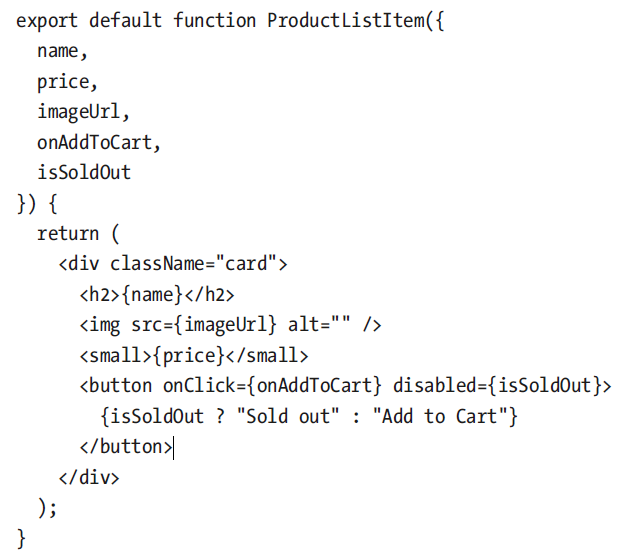 export default function ProductListItem({
  name,
  price,
  imageUrl,
  onAddToCart,
  isSoldOut
}) {
  return (
    <div className="card">
      <h2>{name}</h2>
      <img src={imageUrl} alt="" />
      <small>{price}</small>
      <button onClick={onAddToCart} disabled={isSoldOut}>
        {isSoldOut ? "Sold out" : "Add to Cart"}
      </button>
    </div>
  );
}